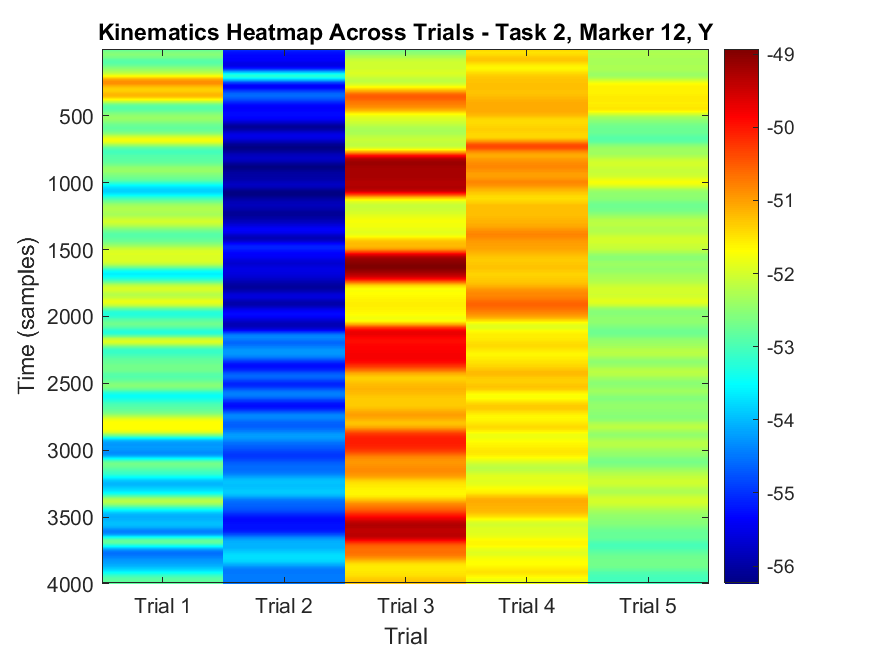 Kinematics Heatmap Across Trials - Task 2, Marker 12, Y
Time (samples)
500
1000
1500
2000
2500
3000
3500
4000
Trial 1
Trial 2
Trial 3
Trial 4
Trial 5
Trial
-49
-50
-51
-52
-53
-54
-55
-56